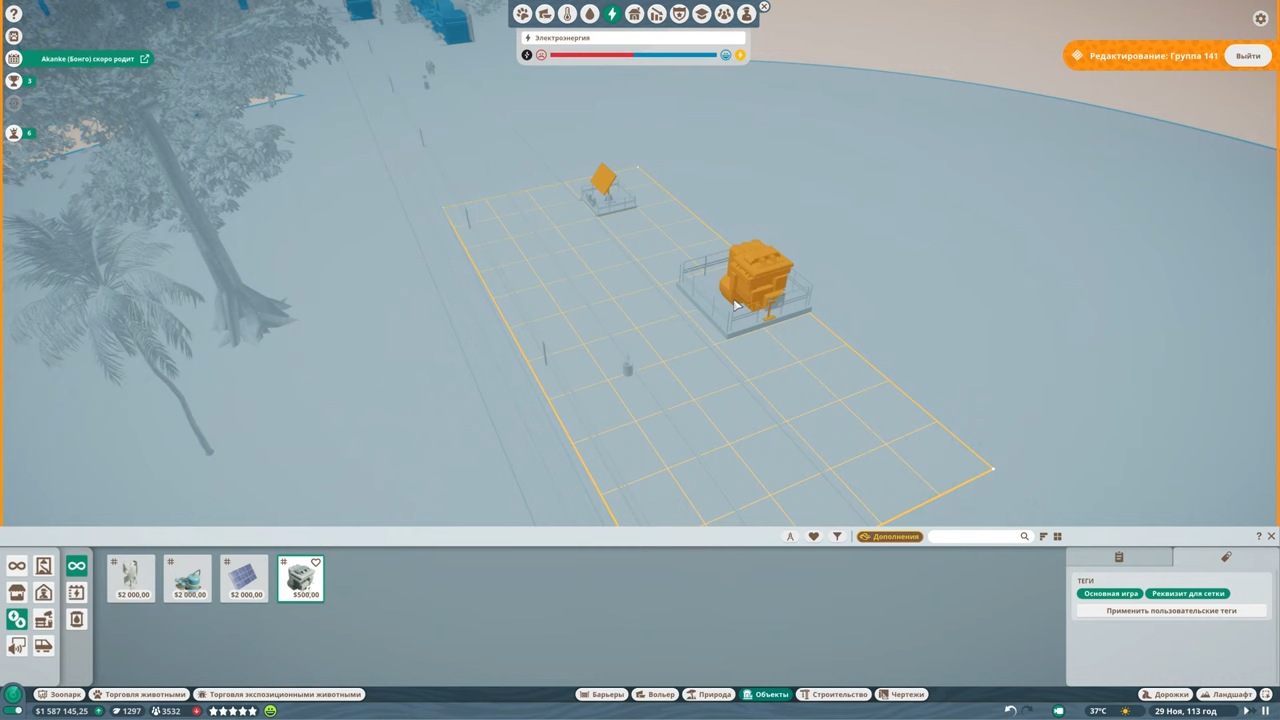 Электроэнергия
Akanke (Бонго) скоро родит
Редактирование: Группа 141
Выйти
3
6
Дополнения
$2 000,00
$2 000,00
$2 000,00
$500,00
ТЕГИ
Основная игра
Реквизит для сетки
Применить пользовательские теги
Зоопарк
Торговля животными
Торговля экспозиционными животными
Барьеры
Вольер
Природа
Объекты
Строительство
Чертежи
Дорожки
Ландшафт
$1 587 145,25
1297
3532
37°C
29 Ноя, 113 год